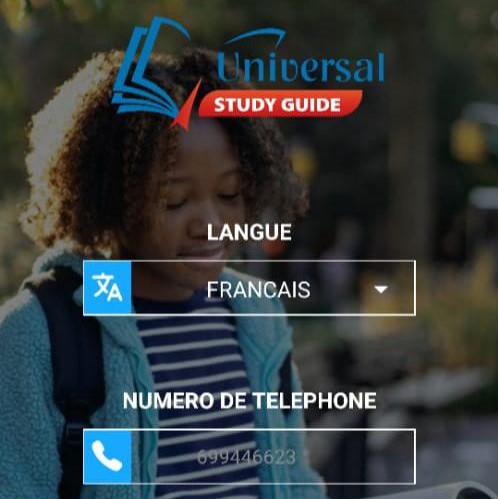 Universal
STUDY GUIDE
LANGUE
FRANCAIS
NUMERO DE TELEPHONE
699446623